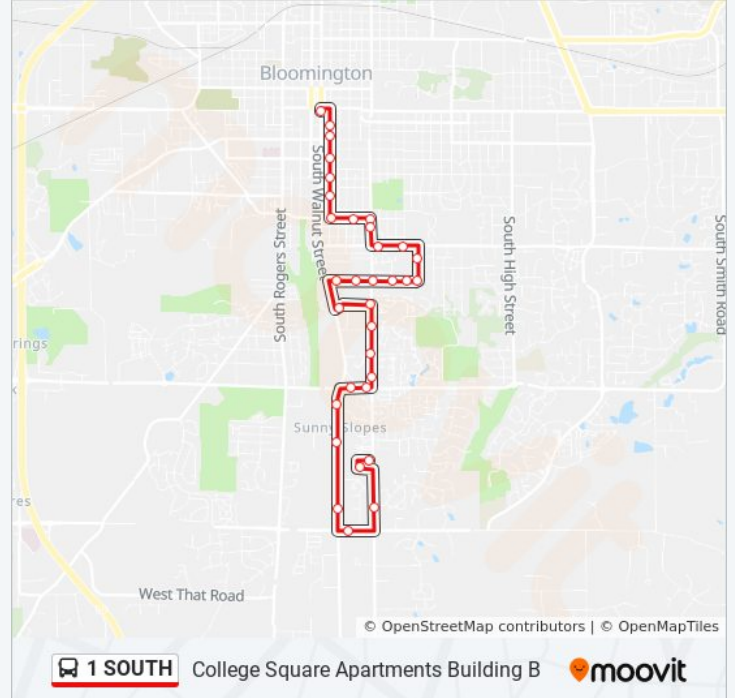 Bloomington
South Walnut Street
South Rogers Street
South High Street
South Smith Road
rings
k
Sunny Slopes
res
West That Road
© OpenStreetMap contributors | © OpenMapTiles
1 SOUTH College Square Apartments Building B moovit